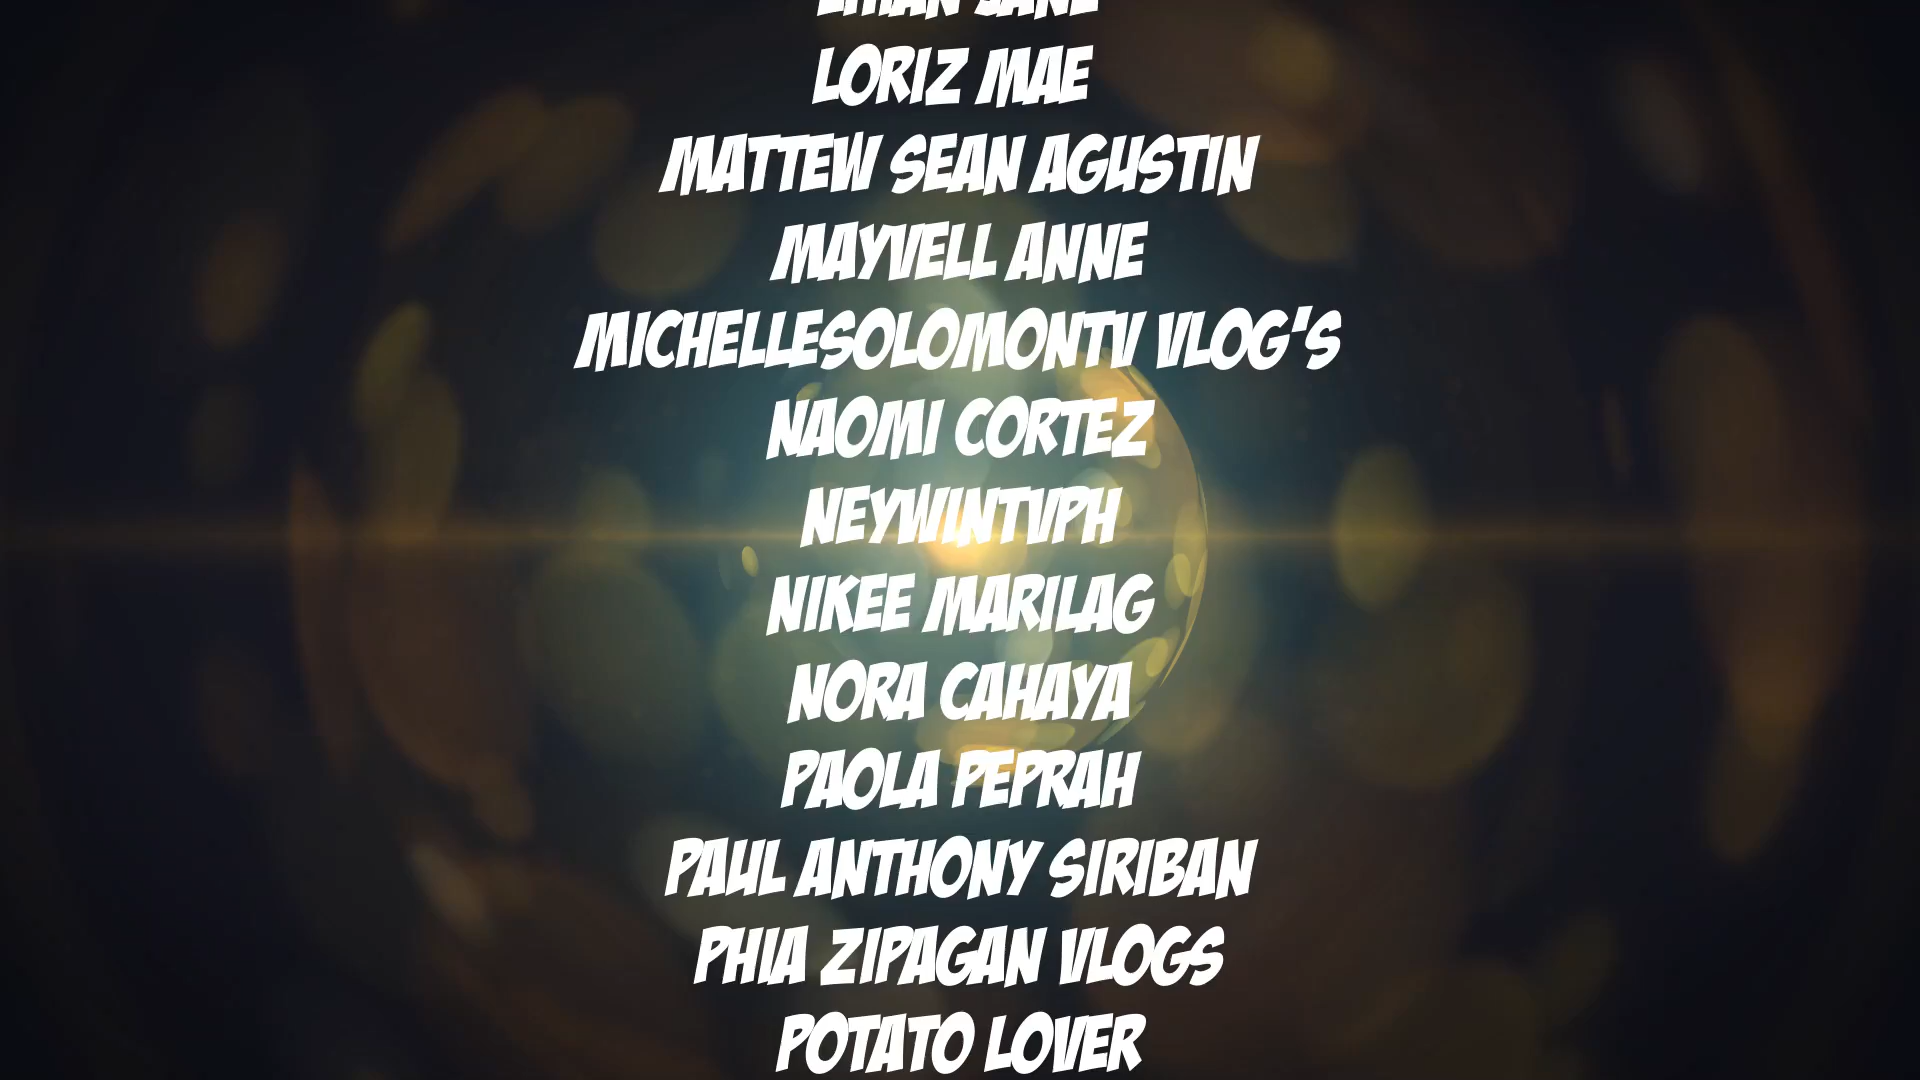 LORIZ MAE
MATTEW SEAN AGUSTIN
MAYVELL ANNE
MICHELLESOLOMONTV VLOG'S
NAOMI CORTEZ
NEYWINTVPH
NIKEE MARILAG
NORA CAHAYA
PAOLA PEPRAH
PAUL ANTHONY SIRIBAN
PHIA ZIPAGAN VLOGS
POTATO LOVER